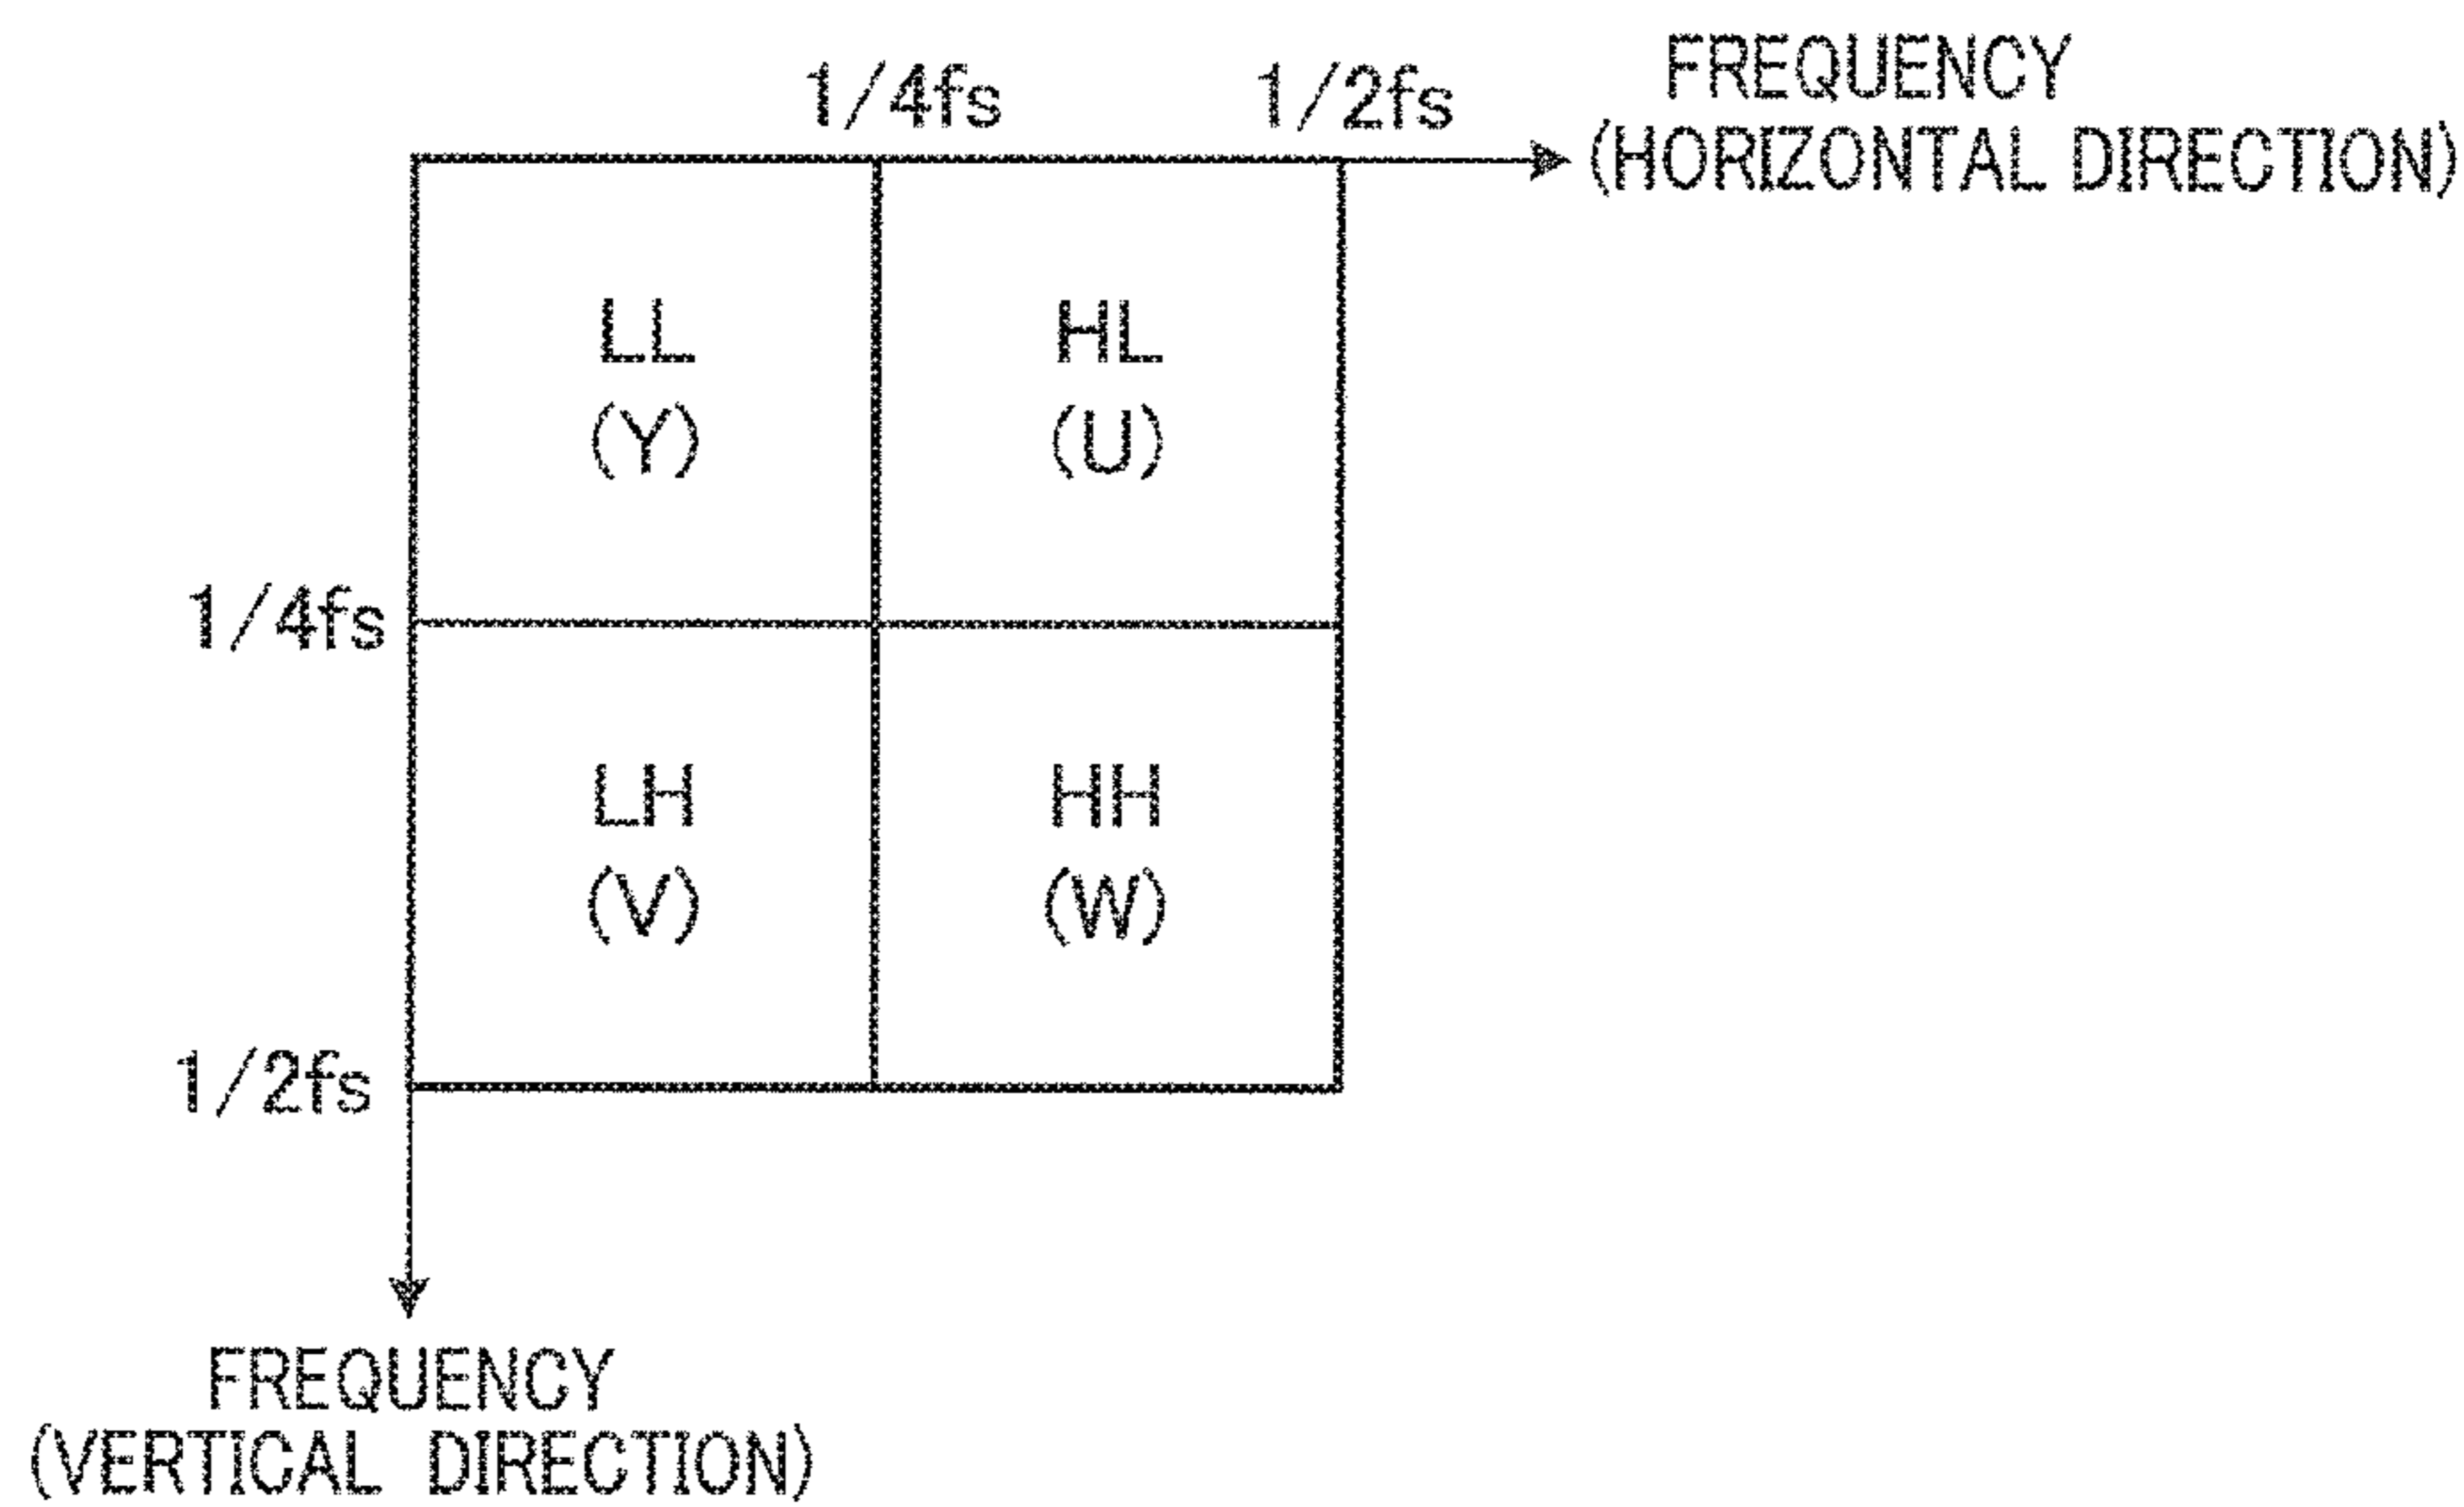 1/4fs
1/2fs
FREQUENCY
(HORIZONTAL DIRECTION)
LL
(Y)
HL
(U)
1/4fs
LH
(V)
HH
(W)
1/2fs
FREQUENCY
(VERTICAL DIRECTION)